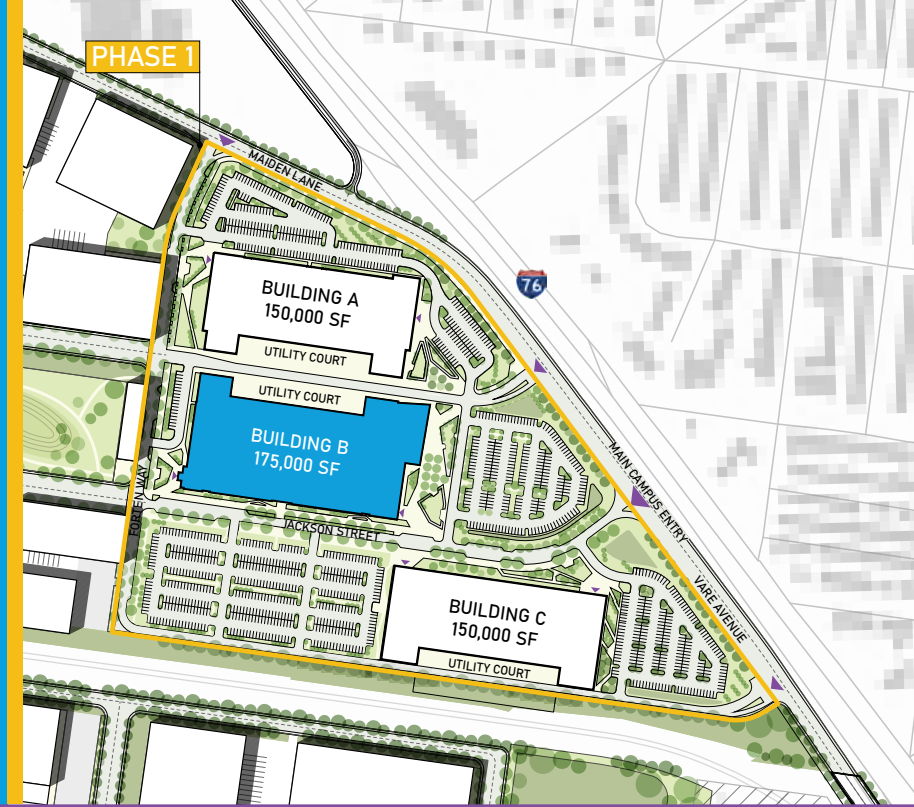 PHASE 1
MAIDEN LANE
76
BUILDING A
150,000 SF
UTILITY COURT
UTILITY COURT
BUILDING B
175,000 SF
MAIN CAMPUS ENTRY
FORTEN WAY
JACKSON STREET
VARE AVENUE
BUILDING C
150,000 SF
UTILITY COURT